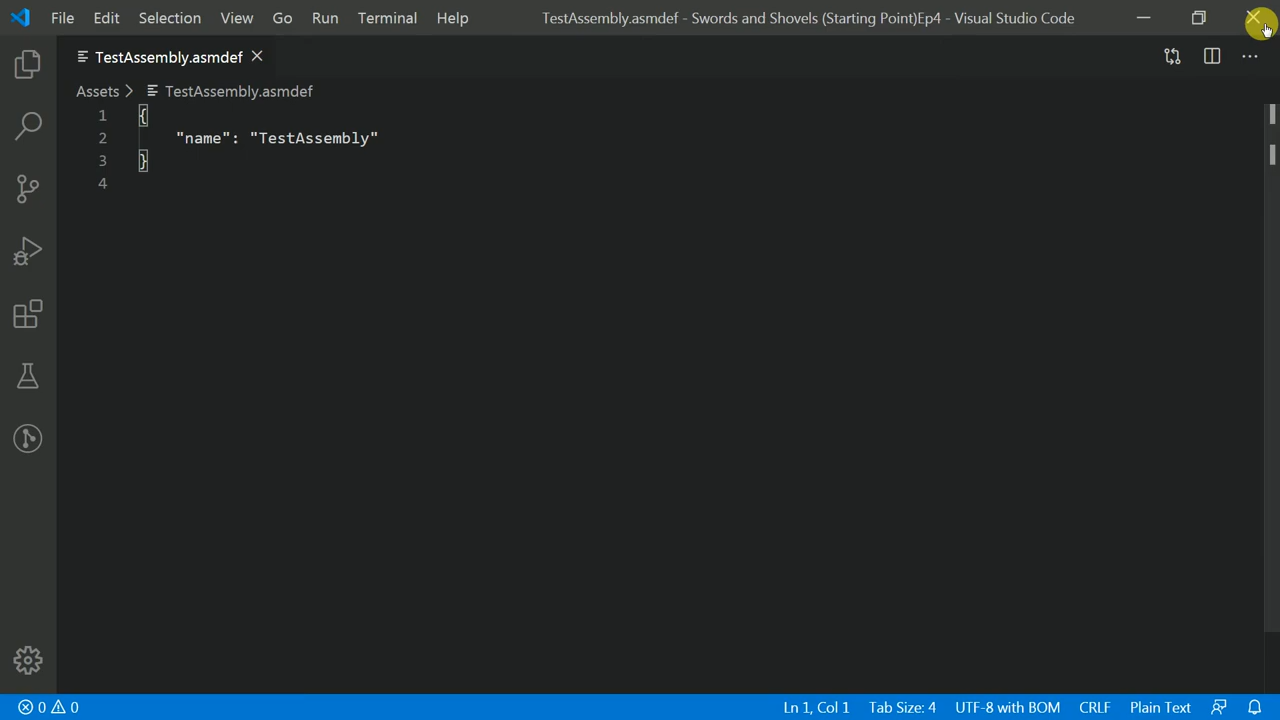 File Edit Selection View Go Run Terminal Help TestAssembly.asmdef - Swords and Shovels (Starting Point)Ep4 - Visual Studio Code
TestAssembly.asmdef
Assets > TestAssembly.asmdef
1 {
2 "name": "TestAssembly"
3 }
4
0 0 Ln 1, Col 1 Tab Size: 4 UTF-8 with BOM CRLF Plain Text